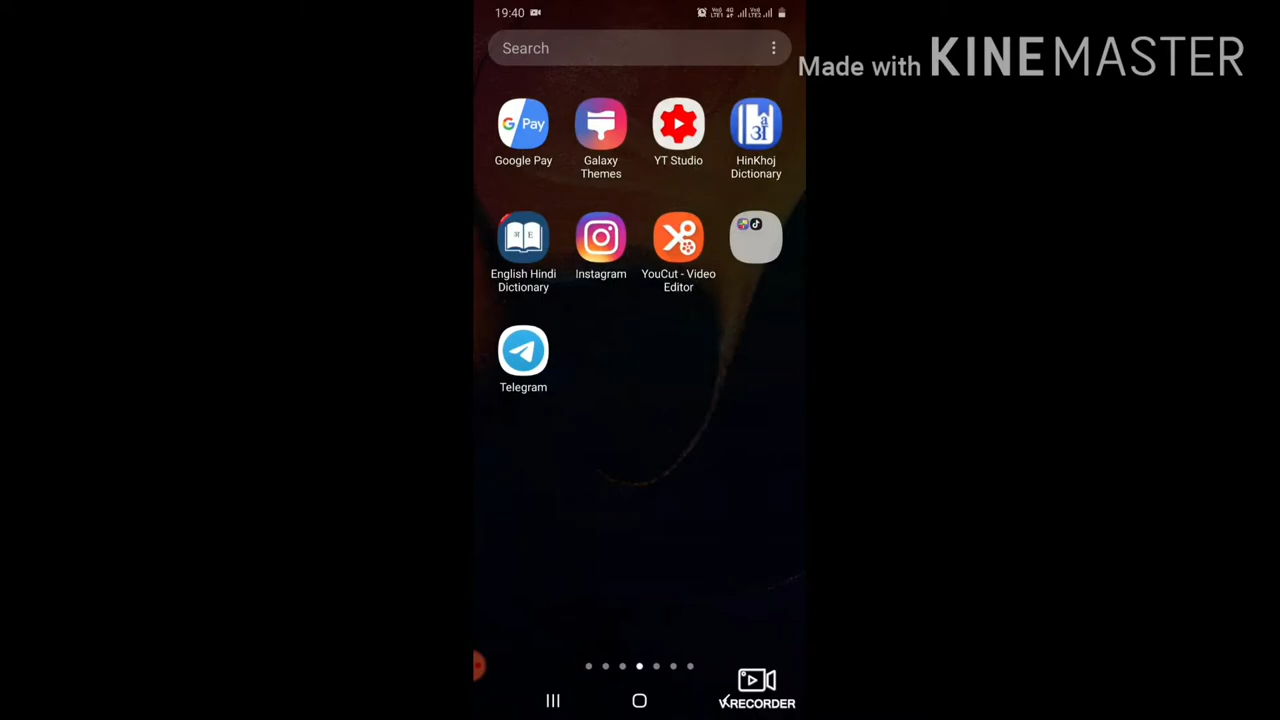 19:40
Search
Made with KINEMASTER
G Pay
Google Pay
Galaxy
Themes
YT Studio
HinKhoj
Dictionary
अ E
English Hindi
Dictionary
Instagram
YouCut - Video
Editor
Telegram
VRECORDER